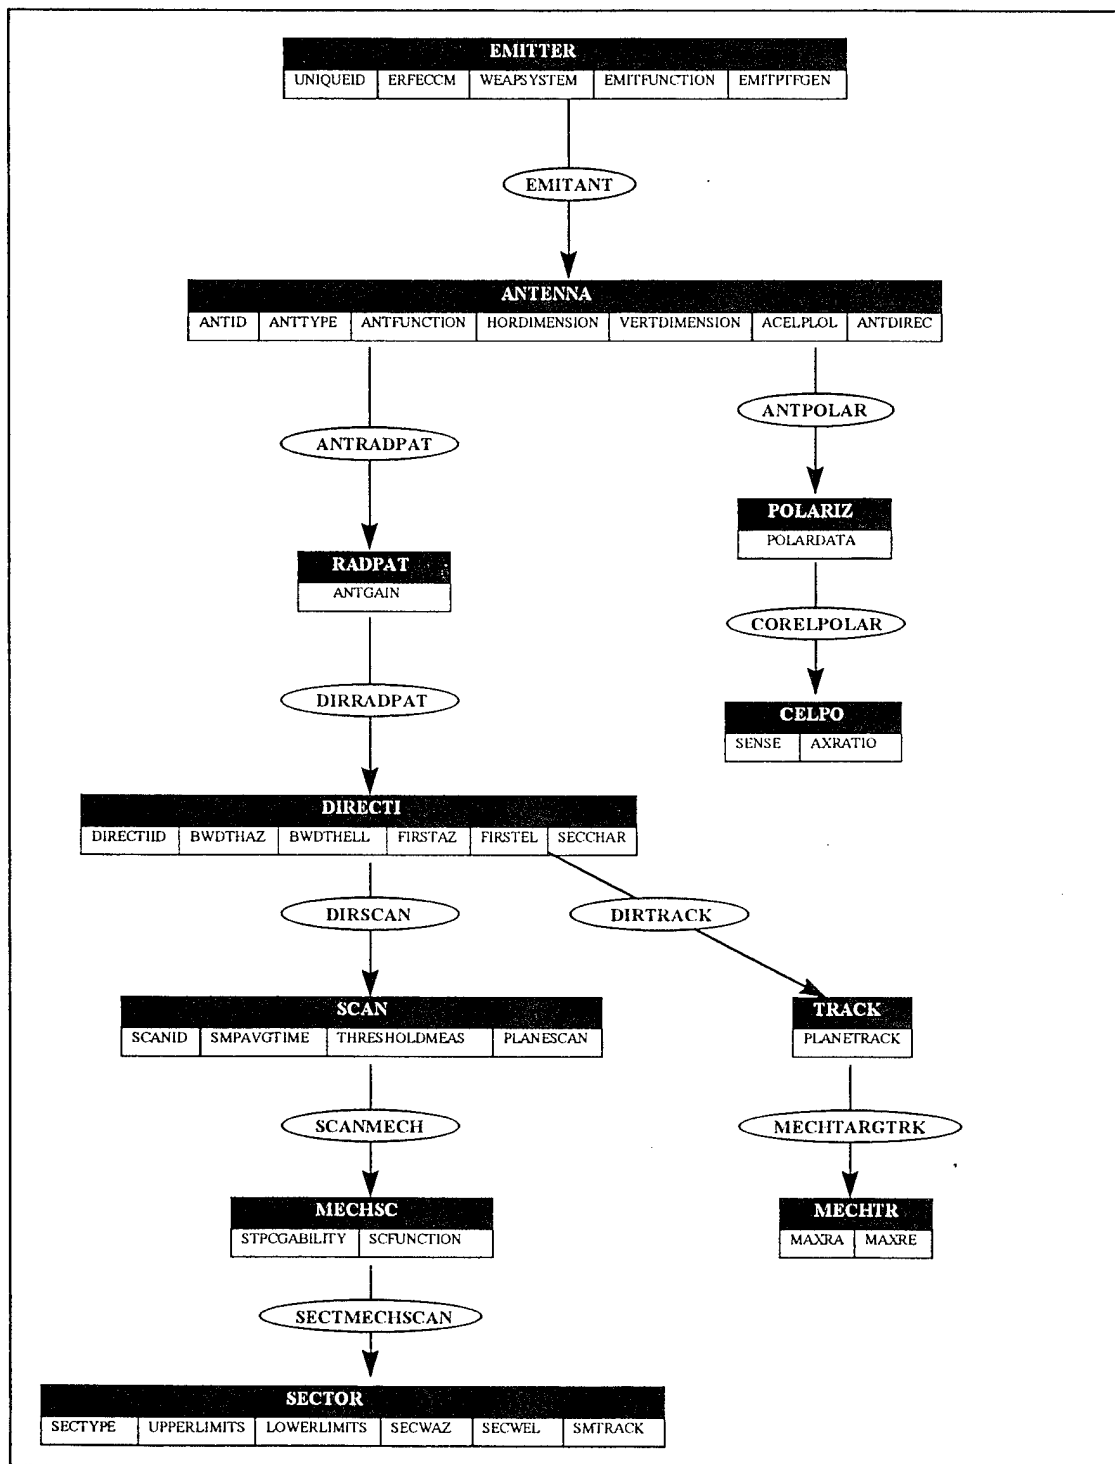 EMITTER
UNIQUEID ERFECCM WEAPSYSTEM EMITFUNCTION EMITPTFGEN
EMITANT
ANTENNA
ANTID ANTTYPE ANTFUNCTION HORDIMENSION VERTDIMENSION ACELPLOL ANTDIREC
ANTPOLAR
ANTRADPAT
POLARIZ
POLARDATA
RADPAT
ANTGAIN
CORELPOLAR
DIRRADPAT
CELPO
SENSE AXRATIO
DIRECTI
DIRECTIID BWDTHAZ BWDTHELL FIRSTAZ FIRSTEL SECCHAR
DIRSCAN DIRTRACK
SCAN TRACK
SCANID SMPAVGTIME THRESHOLDMEAS PLANESCAN PLANETRACK
SCANMECH MECHTARGTRK
MECHSC MECHTR
STPCGABILITY SCFUNCTION MAXRA MAXRE
SECTMECHSCAN
SECTOR
SECTYPE UPPERLIMITS LOWERLIMITS SECWAZ SECWEL SMTRACK